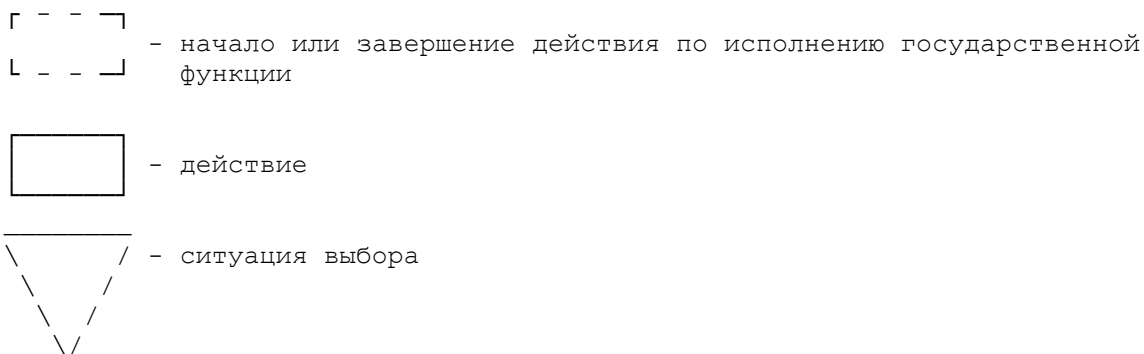 - начало или завершение действия по исполнению государственной
функции
- действие
- ситуация выбора